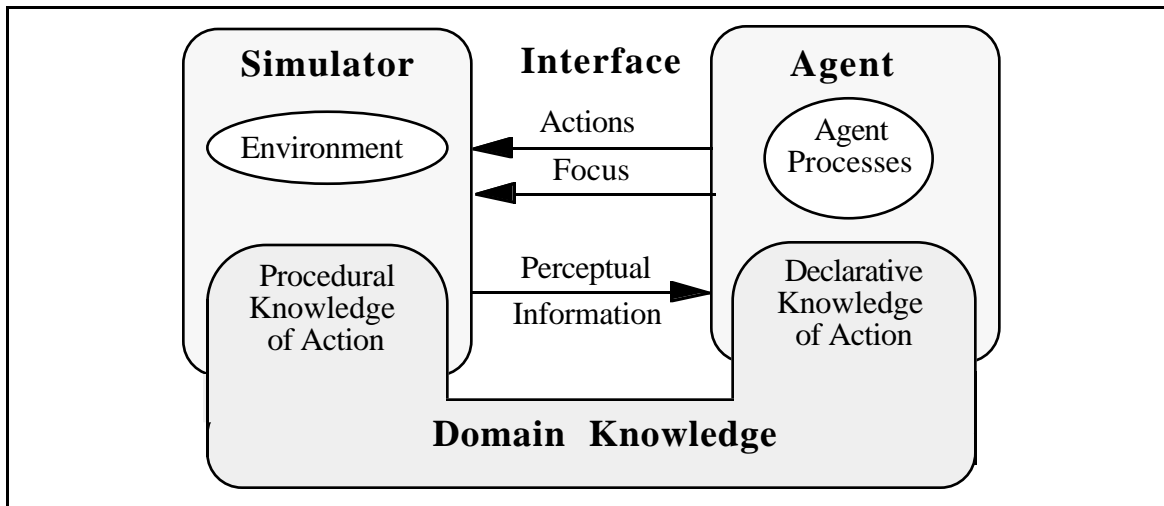 Simulator
Interface
Agent
Environment
Actions
Focus
Agent
Processes
Procedural
Knowledge
of Action
Perceptual
Information
Declarative
Knowledge
of Action
Domain Knowledge